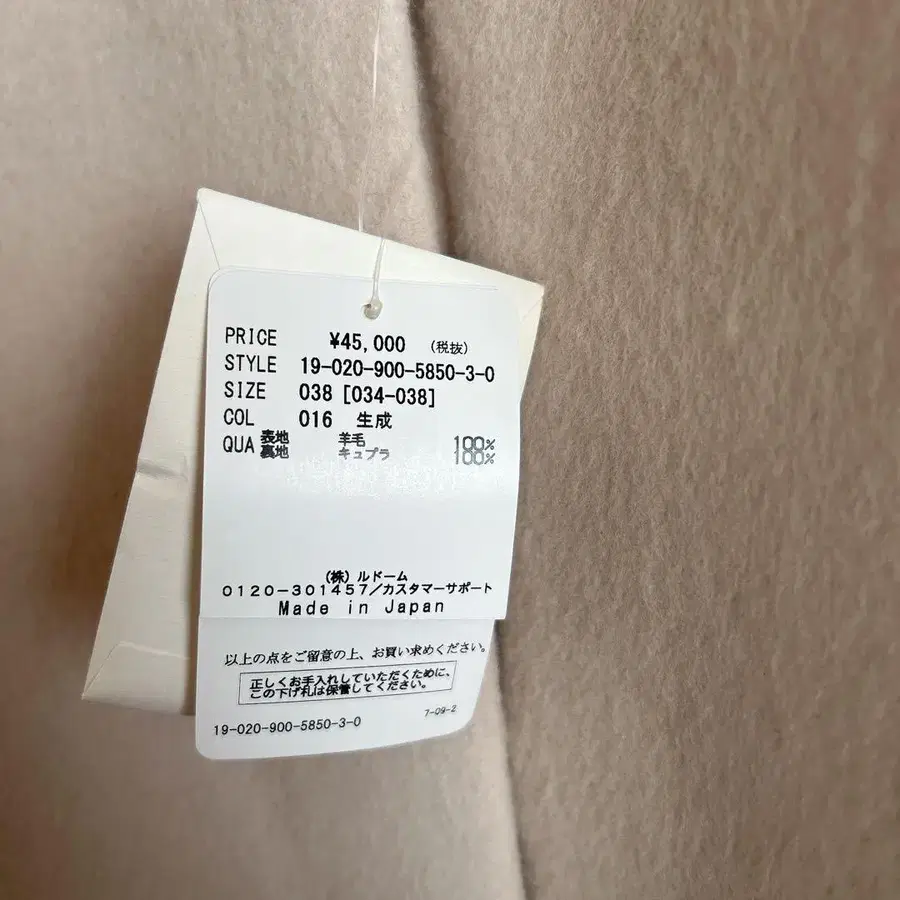 PRICE ¥45,000 (税抜)
STYLE 19-020-900-5850-3-0
SIZE 038 [034-038]
COL 016 生成
QUA 表地 羊毛 100%
裏地 キュプラ 100%
(株) ルドーム
0120-301457/カスタマーサポート
Made in Japan
以上の点をご留意の上、お買い求めください。
正しくお手入れしていただくために、
この下げ札は保管してください。
7-09-2
19-020-900-5850-3-0